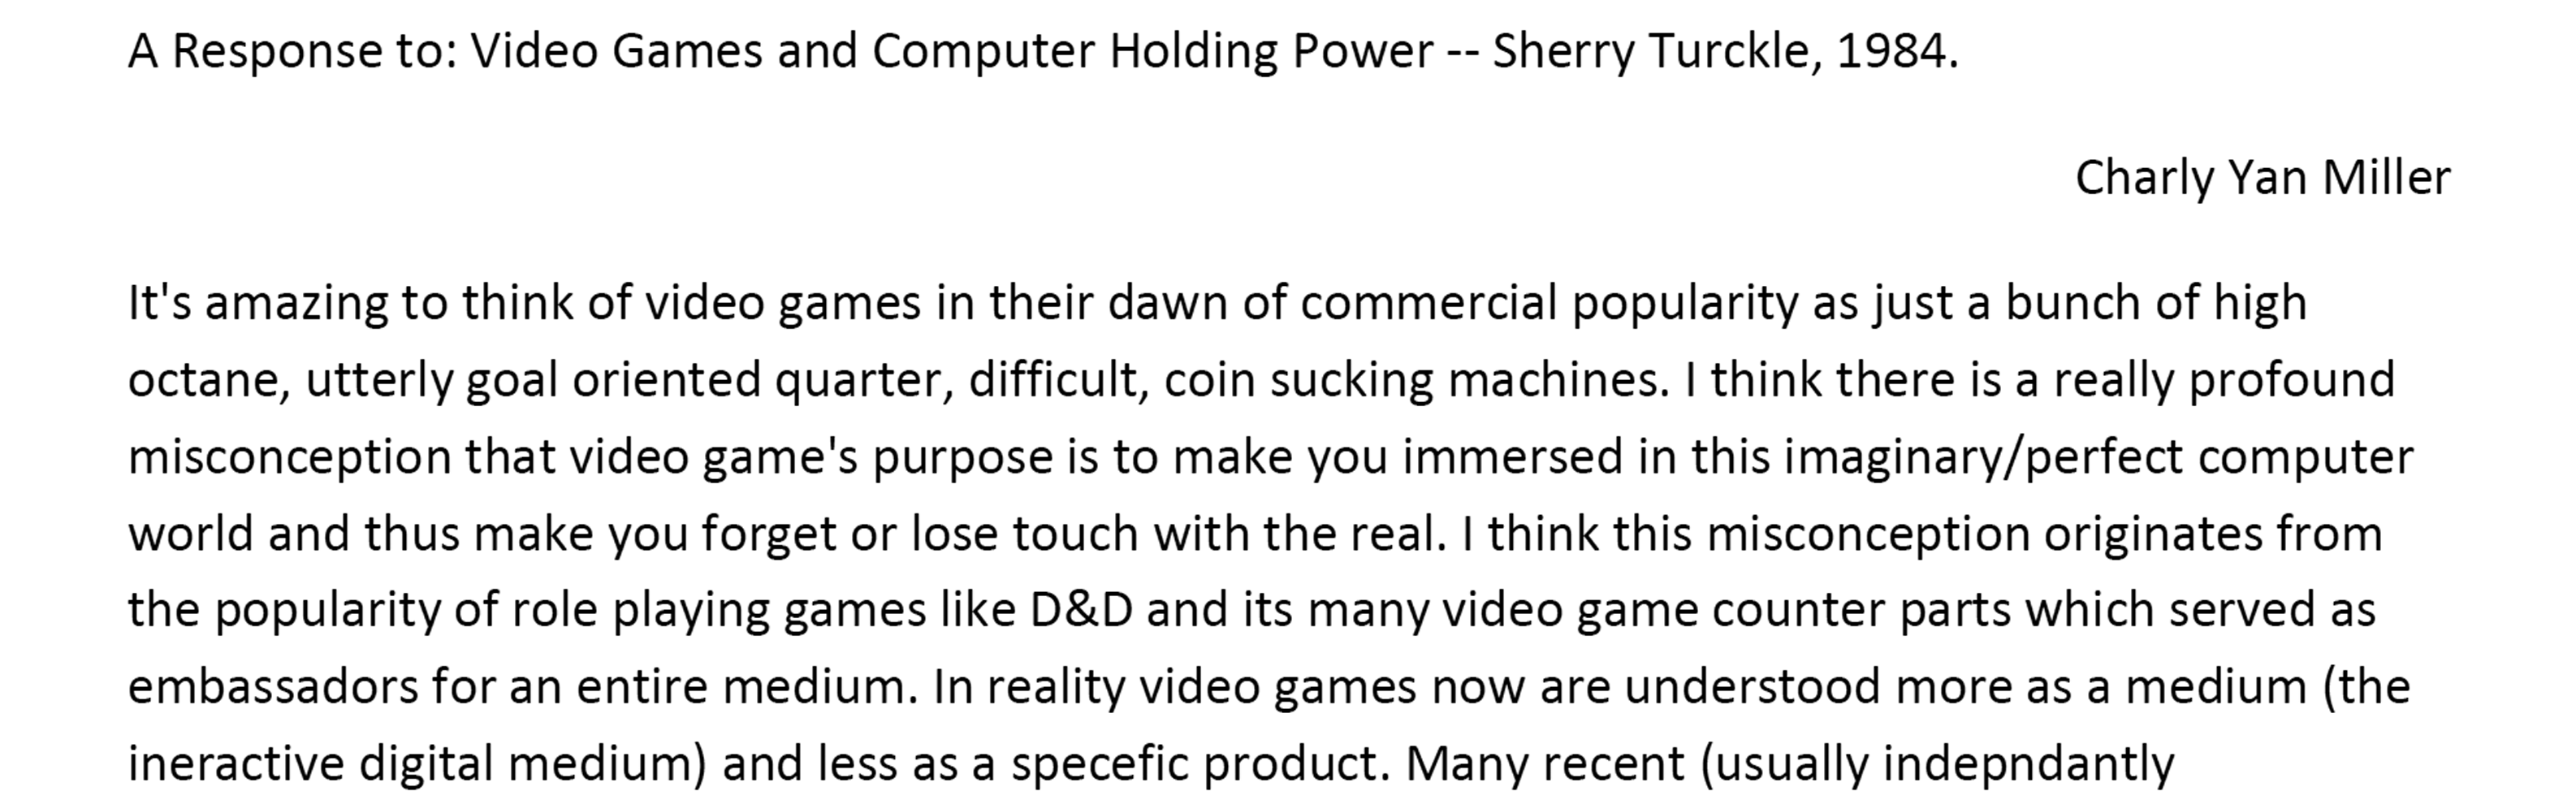 A Response to: Video Games and Computer Holding Power -- Sherry Turckle, 1984.
Charly Yan Miller
It's amazing to think of video games in their dawn of commercial popularity as just a bunch of high
octane, utterly goal oriented quarter, difficult, coin sucking machines. I think there is a really profound
misconception that video game's purpose is to make you immersed in this imaginary/perfect computer
world and thus make you forget or lose touch with the real. I think this misconception originates from
the popularity of role playing games like D&D and its many video game counter parts which served as
embassadors for an entire medium. In reality video games now are understood more as a medium (the
ineractive digital medium) and less as a specefic product. Many recent (usually indepndantly